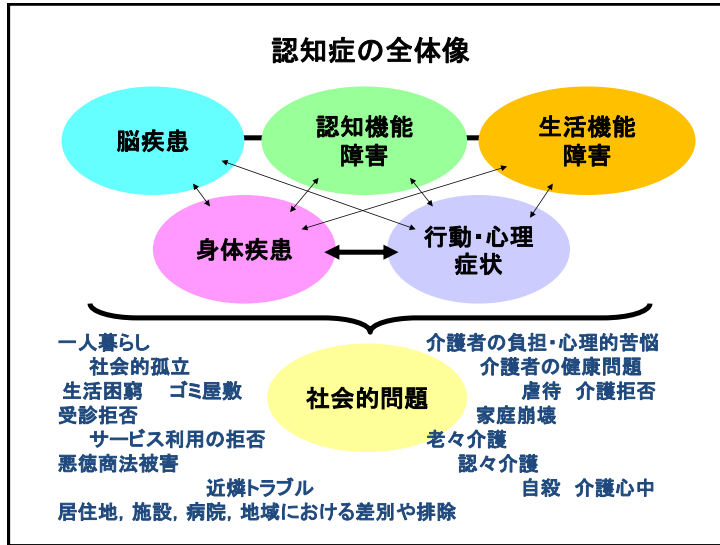 認知症の全体像
脳疾患
認知機能
障害
生活機能
障害
身体疾患
行動・心理
症状
社会的問題
一人暮らし
社会的孤立
生活困窮 ゴミ屋敷
受診拒否
サービス利用の拒否
悪徳商法被害
近燐トラブル
居住地，施設，病院，地域における差別や排除
介護者の負担・心理的苦悩
介護者の健康問題
虐待 介護拒否
家庭崩壊
老々介護
認々介護
自殺 介護心中